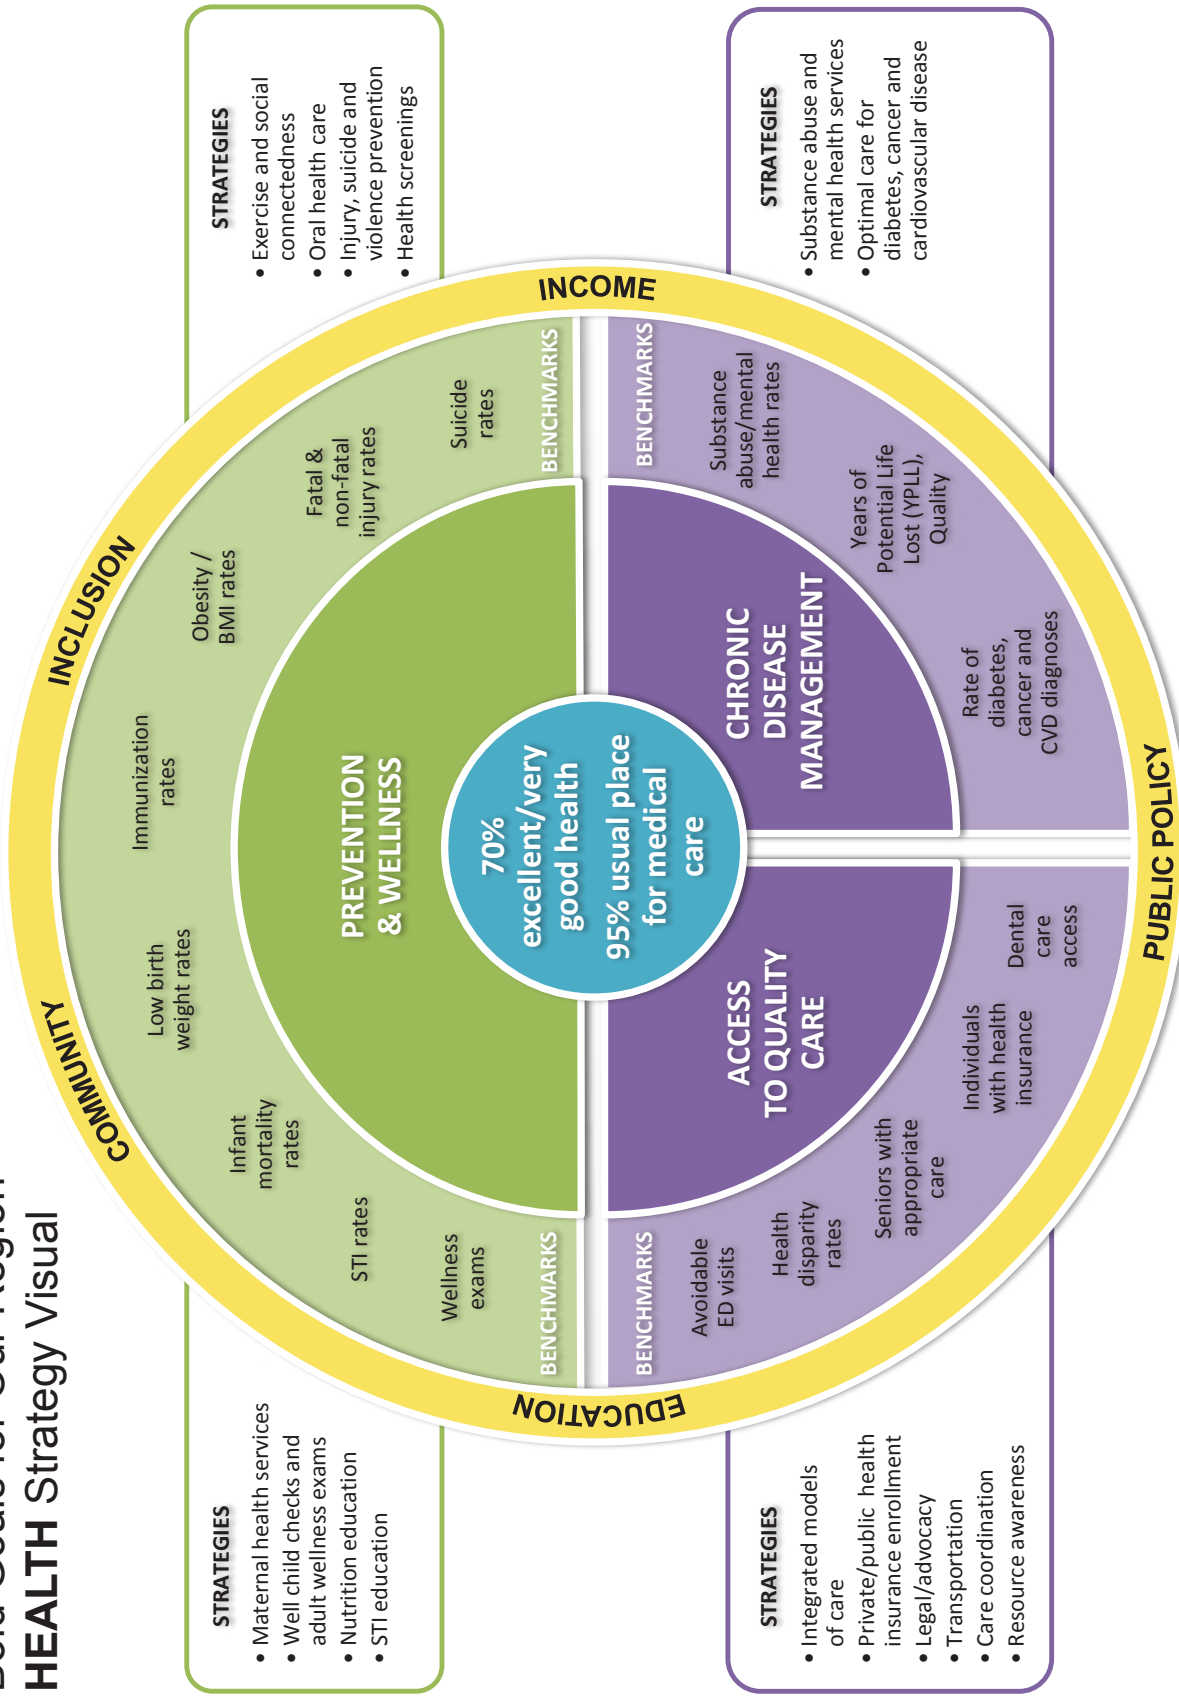 Bold Goals for Our Region
HEALTH Strategy Visual
STRATEGIES
• Maternal health services
• Well child checks and
adult wellness exams
• Nutrition education
• STI education
STRATEGIES
• Exercise and social
connectedness
• Oral health care
• Injury, suicide and
violence prevention
• Health screenings
COMMUNITY
INCLUSION
INCOME
PUBLIC POLICY
EDUCATION
BENCHMARKS
Wellness
exams
STI rates
Infant
mortality
rates
Low birth
weight rates
Immunization
rates
Obesity /
BMI rates
Fatal &
non-fatal
injury rates
Suicide
rates
BENCHMARKS
PREVENTION
& WELLNESS
70%
excellent/very
good health
95% usual place
for medical
care
ACCESS
TO QUALITY
CARE
CHRONIC
DISEASE
MANAGEMENT
BENCHMARKS
Avoidable
ED visits
Health
disparity
rates
Seniors with
appropriate
care
Individuals
with health
insurance
Dental
care
access
BENCHMARKS
Substance
abuse/mental
health rates
Years of
Potential Life
Lost (YPLL),
Quality
Rate of
diabetes,
cancer and
CVD diagnoses
STRATEGIES
• Integrated models
of care
• Private/public health
insurance enrollment
• Legal/advocacy
• Transportation
• Care coordination
• Resource awareness
STRATEGIES
• Substance abuse and
mental health services
• Optimal care for
diabetes, cancer and
cardiovascular disease